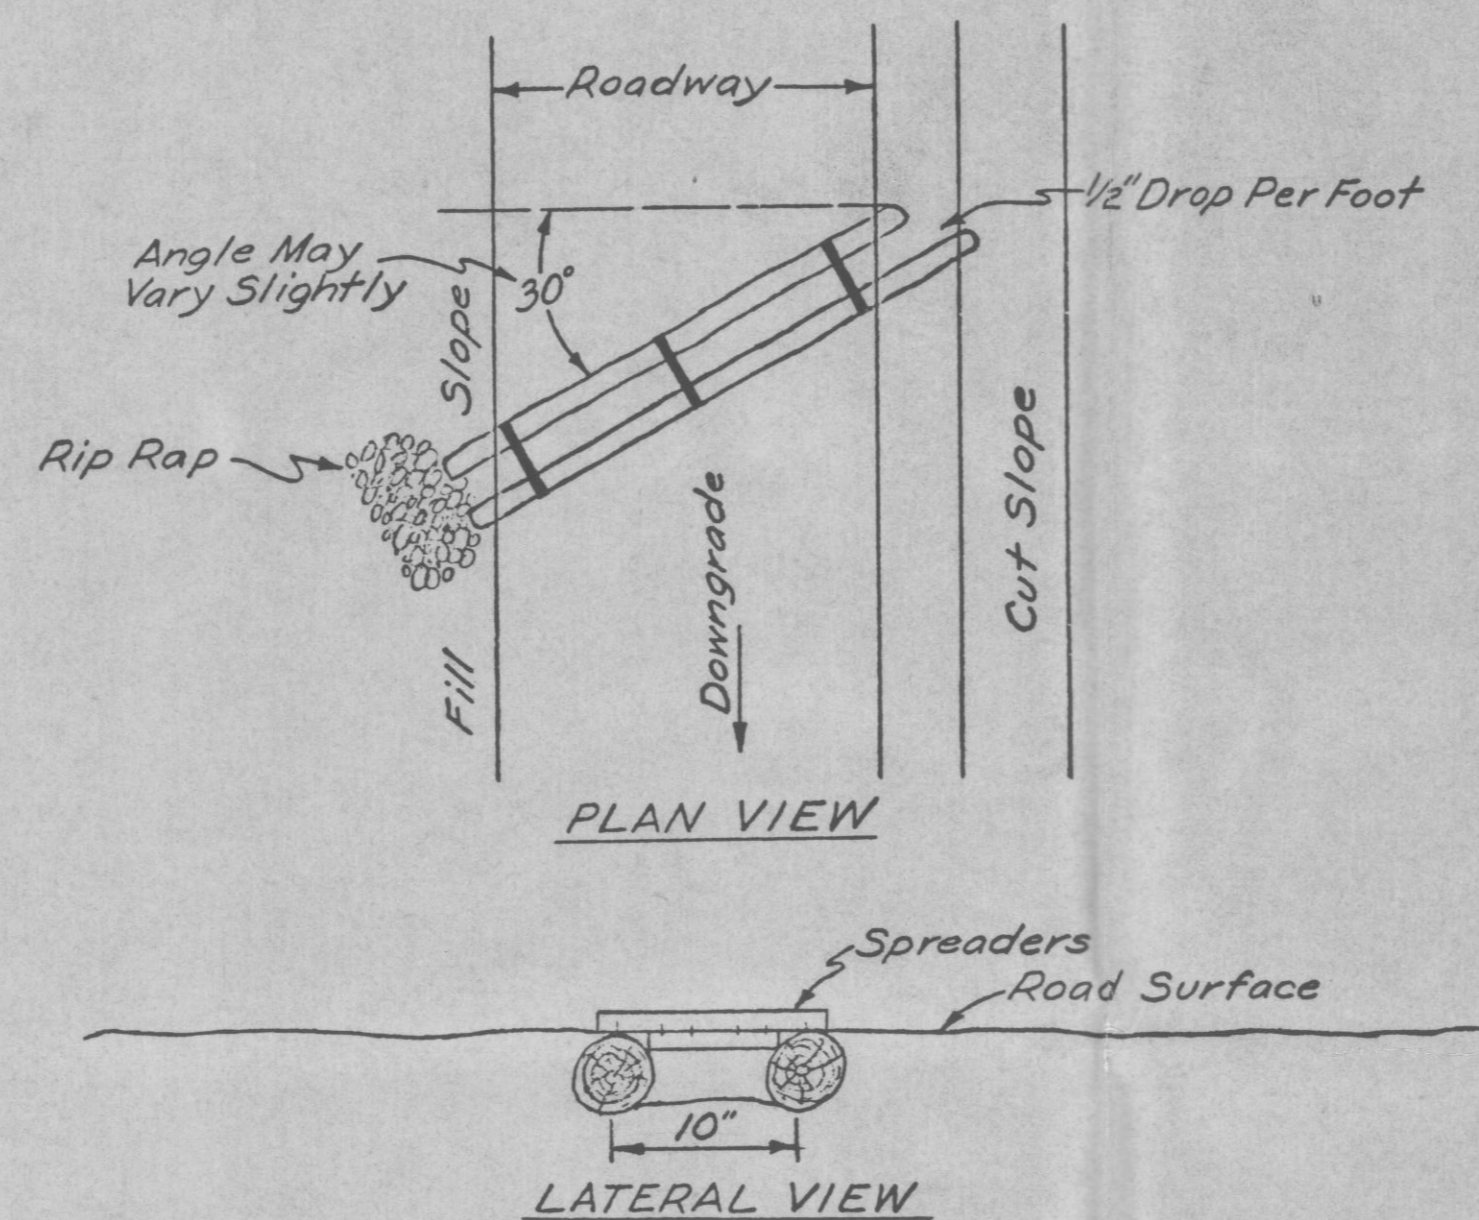 Roadway
1/2" Drop Per Foot
Angle May
Vary Slightly
30°
Slope
Rip Rap
Downgrade
Cut Slope
Fill
PLAN VIEW
Spreaders
Road Surface
10"
LATERAL VIEW